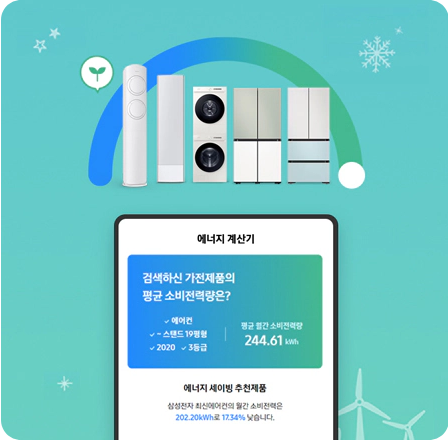 에너지 계산기
검색하신 가전제품의
평균 소비전력량은?
✓ 에어컨
✓ ~ 스탠드 19평형
✓ 2020 ✓ 3등급
평균 월간 소비전력량
244.61 kWh
에너지 세이빙 추천제품
삼성전자 최신에어컨의 월간 소비전력은
202.20kWh로 17.34% 낮습니다.